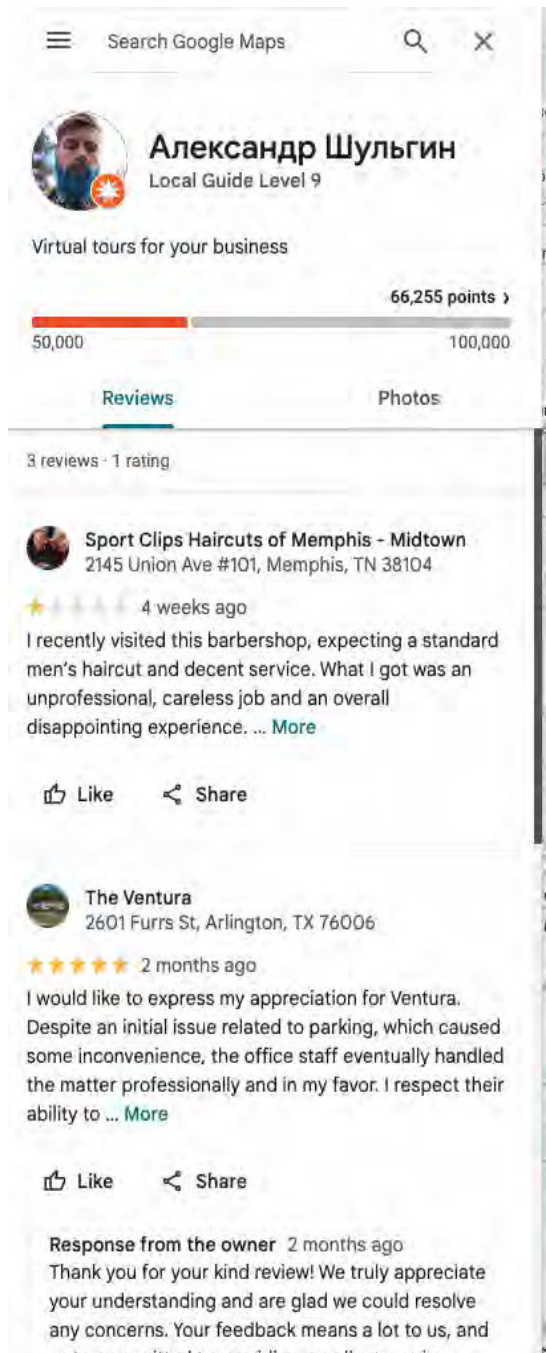 Search Google Maps
Александр Шульгин
Local Guide Level 9
Virtual tours for your business
66,255 points ›
50,000 100,000
Reviews Photos
3 reviews · 1 rating
Sport Clips Haircuts of Memphis - Midtown
2145 Union Ave #101, Memphis, TN 38104
4 weeks ago
I recently visited this barbershop, expecting a standard
men's haircut and decent service. What I got was an
unprofessional, careless job and an overall
disappointing experience. ... More
Like Share
The Ventura
2601 Furrs St, Arlington, TX 76006
2 months ago
I would like to express my appreciation for Ventura.
Despite an initial issue related to parking, which caused
some inconvenience, the office staff eventually handled
the matter professionally and in my favor. I respect their
ability to ... More
Like Share
Response from the owner 2 months ago
Thank you for your kind review! We truly appreciate
your understanding and are glad we could resolve
any concerns. Your feedback means a lot to us, and